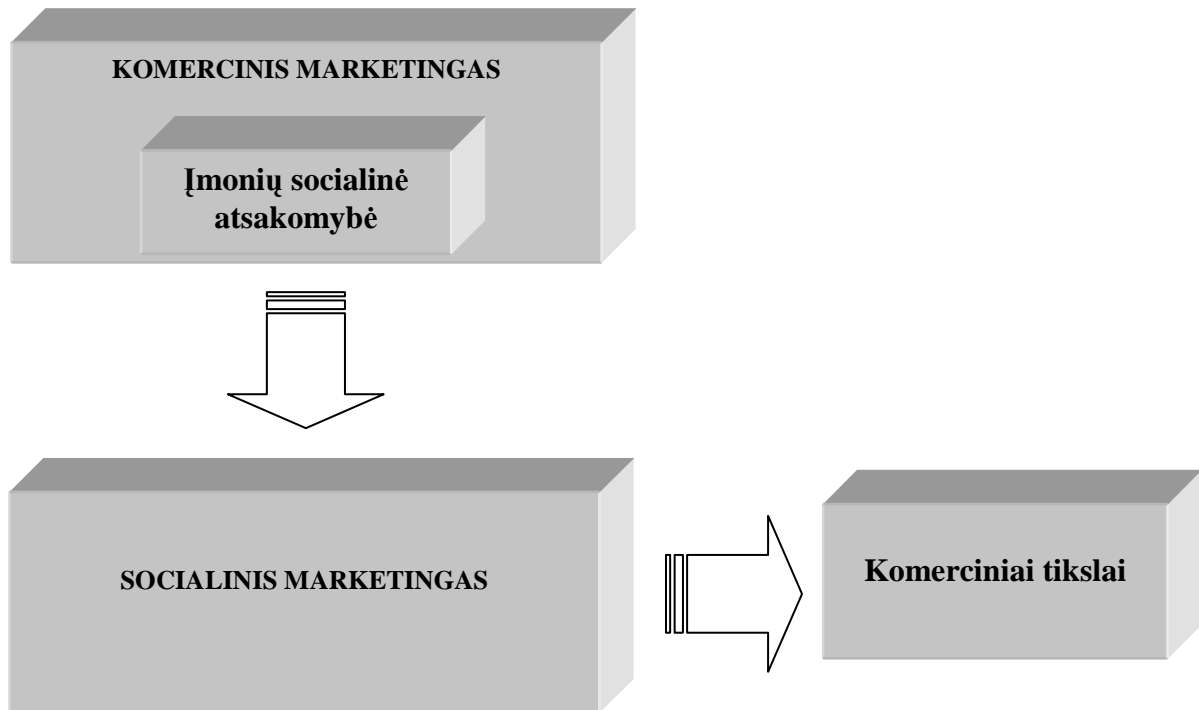 KOMERCINIS MARKETINGAS
Įmonių socialinė
atsakomybė
SOCIALINIS MARKETINGAS
Komerciniai tikslai